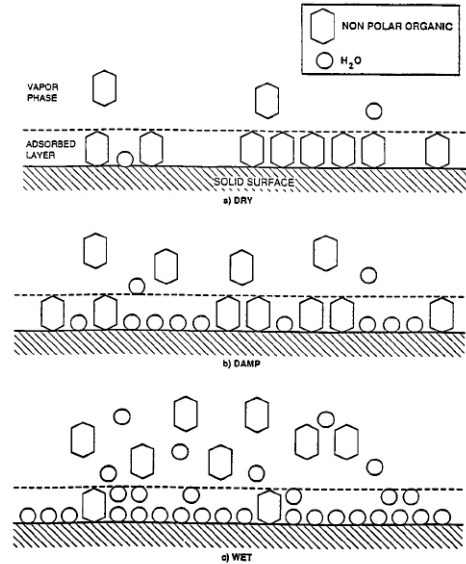 NON POLAR ORGANIC
H2O
VAPOR
PHASE
ADSORBED
LAYER
SOLID SURFACE
a) DRY
b) DAMP
c) WET